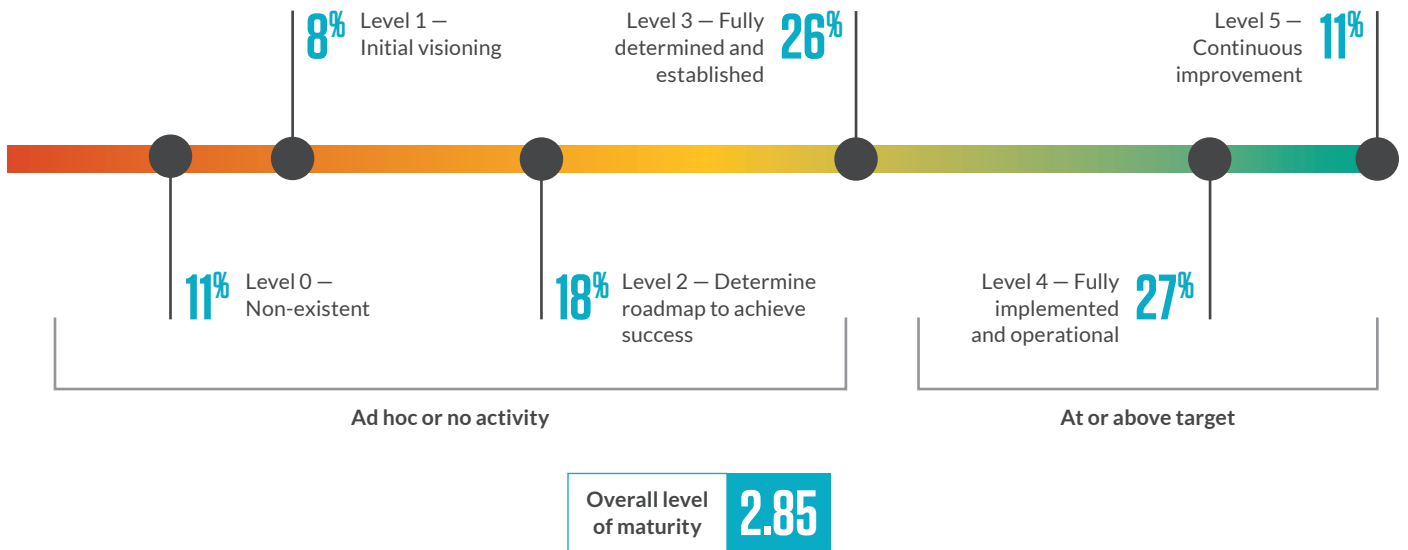 8% Level 1 —
Initial visioning
Level 3 — Fully
determined and
established
26%
Level 5 —
Continuous
improvement
11%
11% Level 0 —
Non-existent
18% Level 2 — Determine
roadmap to achieve
success
Level 4 — Fully
implemented
and operational
27%
Ad hoc or no activity
At or above target
Overall level
of maturity
2.85